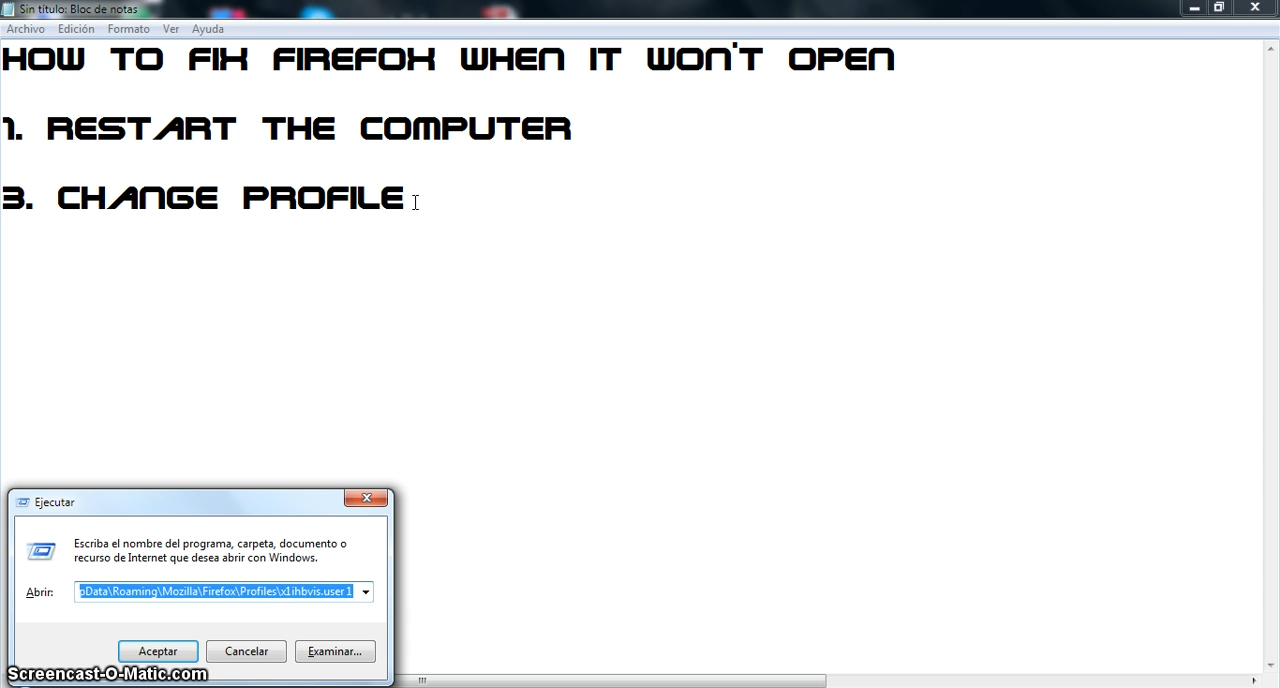 Sin título: Bloc de notas
Archivo Edición Formato Ver Ayuda
HOW TO FIX FIREFOX WHEN IT WON'T OPEN
1. RESTART THE COMPUTER
3. CHANGE PROFILE
Ejecutar
Escriba el nombre del programa, carpeta, documento o
recurso de Internet que desea abrir con Windows.
Abrir: pData\Roaming\Mozilla\Firefox\Profiles\x1ihbvis.user1
Aceptar Cancelar Examinar...
Screencast-O-Matic.com